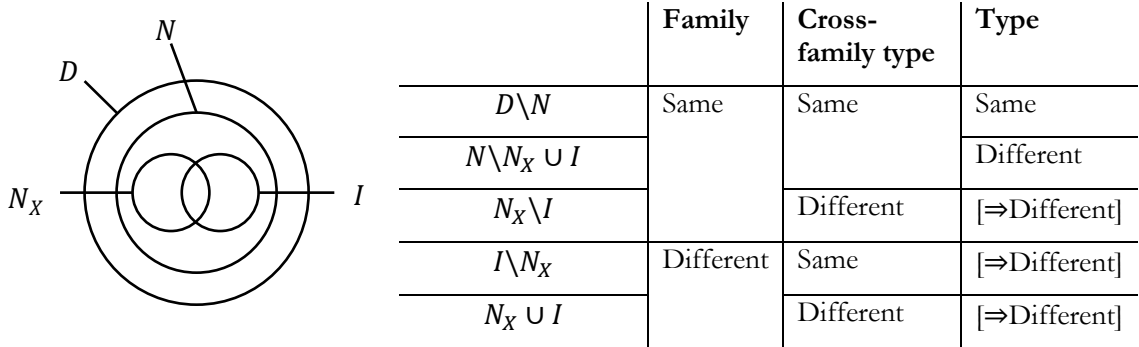 N
D
N_X
I
Family Cross-family type Type
D\N Same Same Same
N\N_X ∪ I Different
N_X\I Different [⇒Different]
I\N_X Different Same [⇒Different]
N_X ∪ I Different [⇒Different]